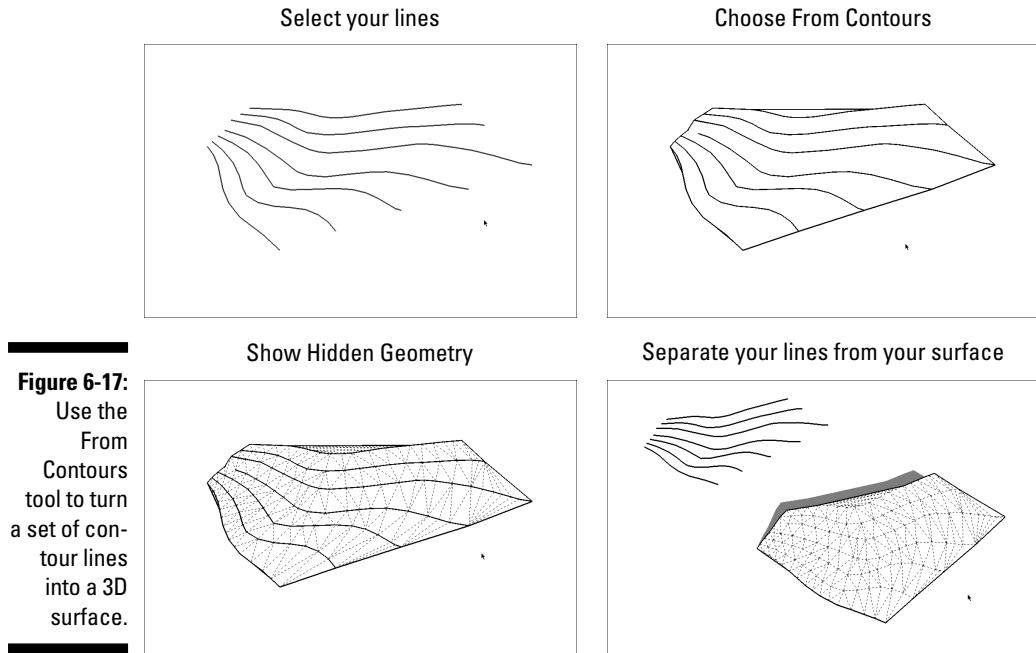 Select your lines
Choose From Contours
Show Hidden Geometry
Separate your lines from your surface
Figure 6-17:
Use the
From
Contours
tool to turn
a set of con-
tour lines
into a 3D
surface.